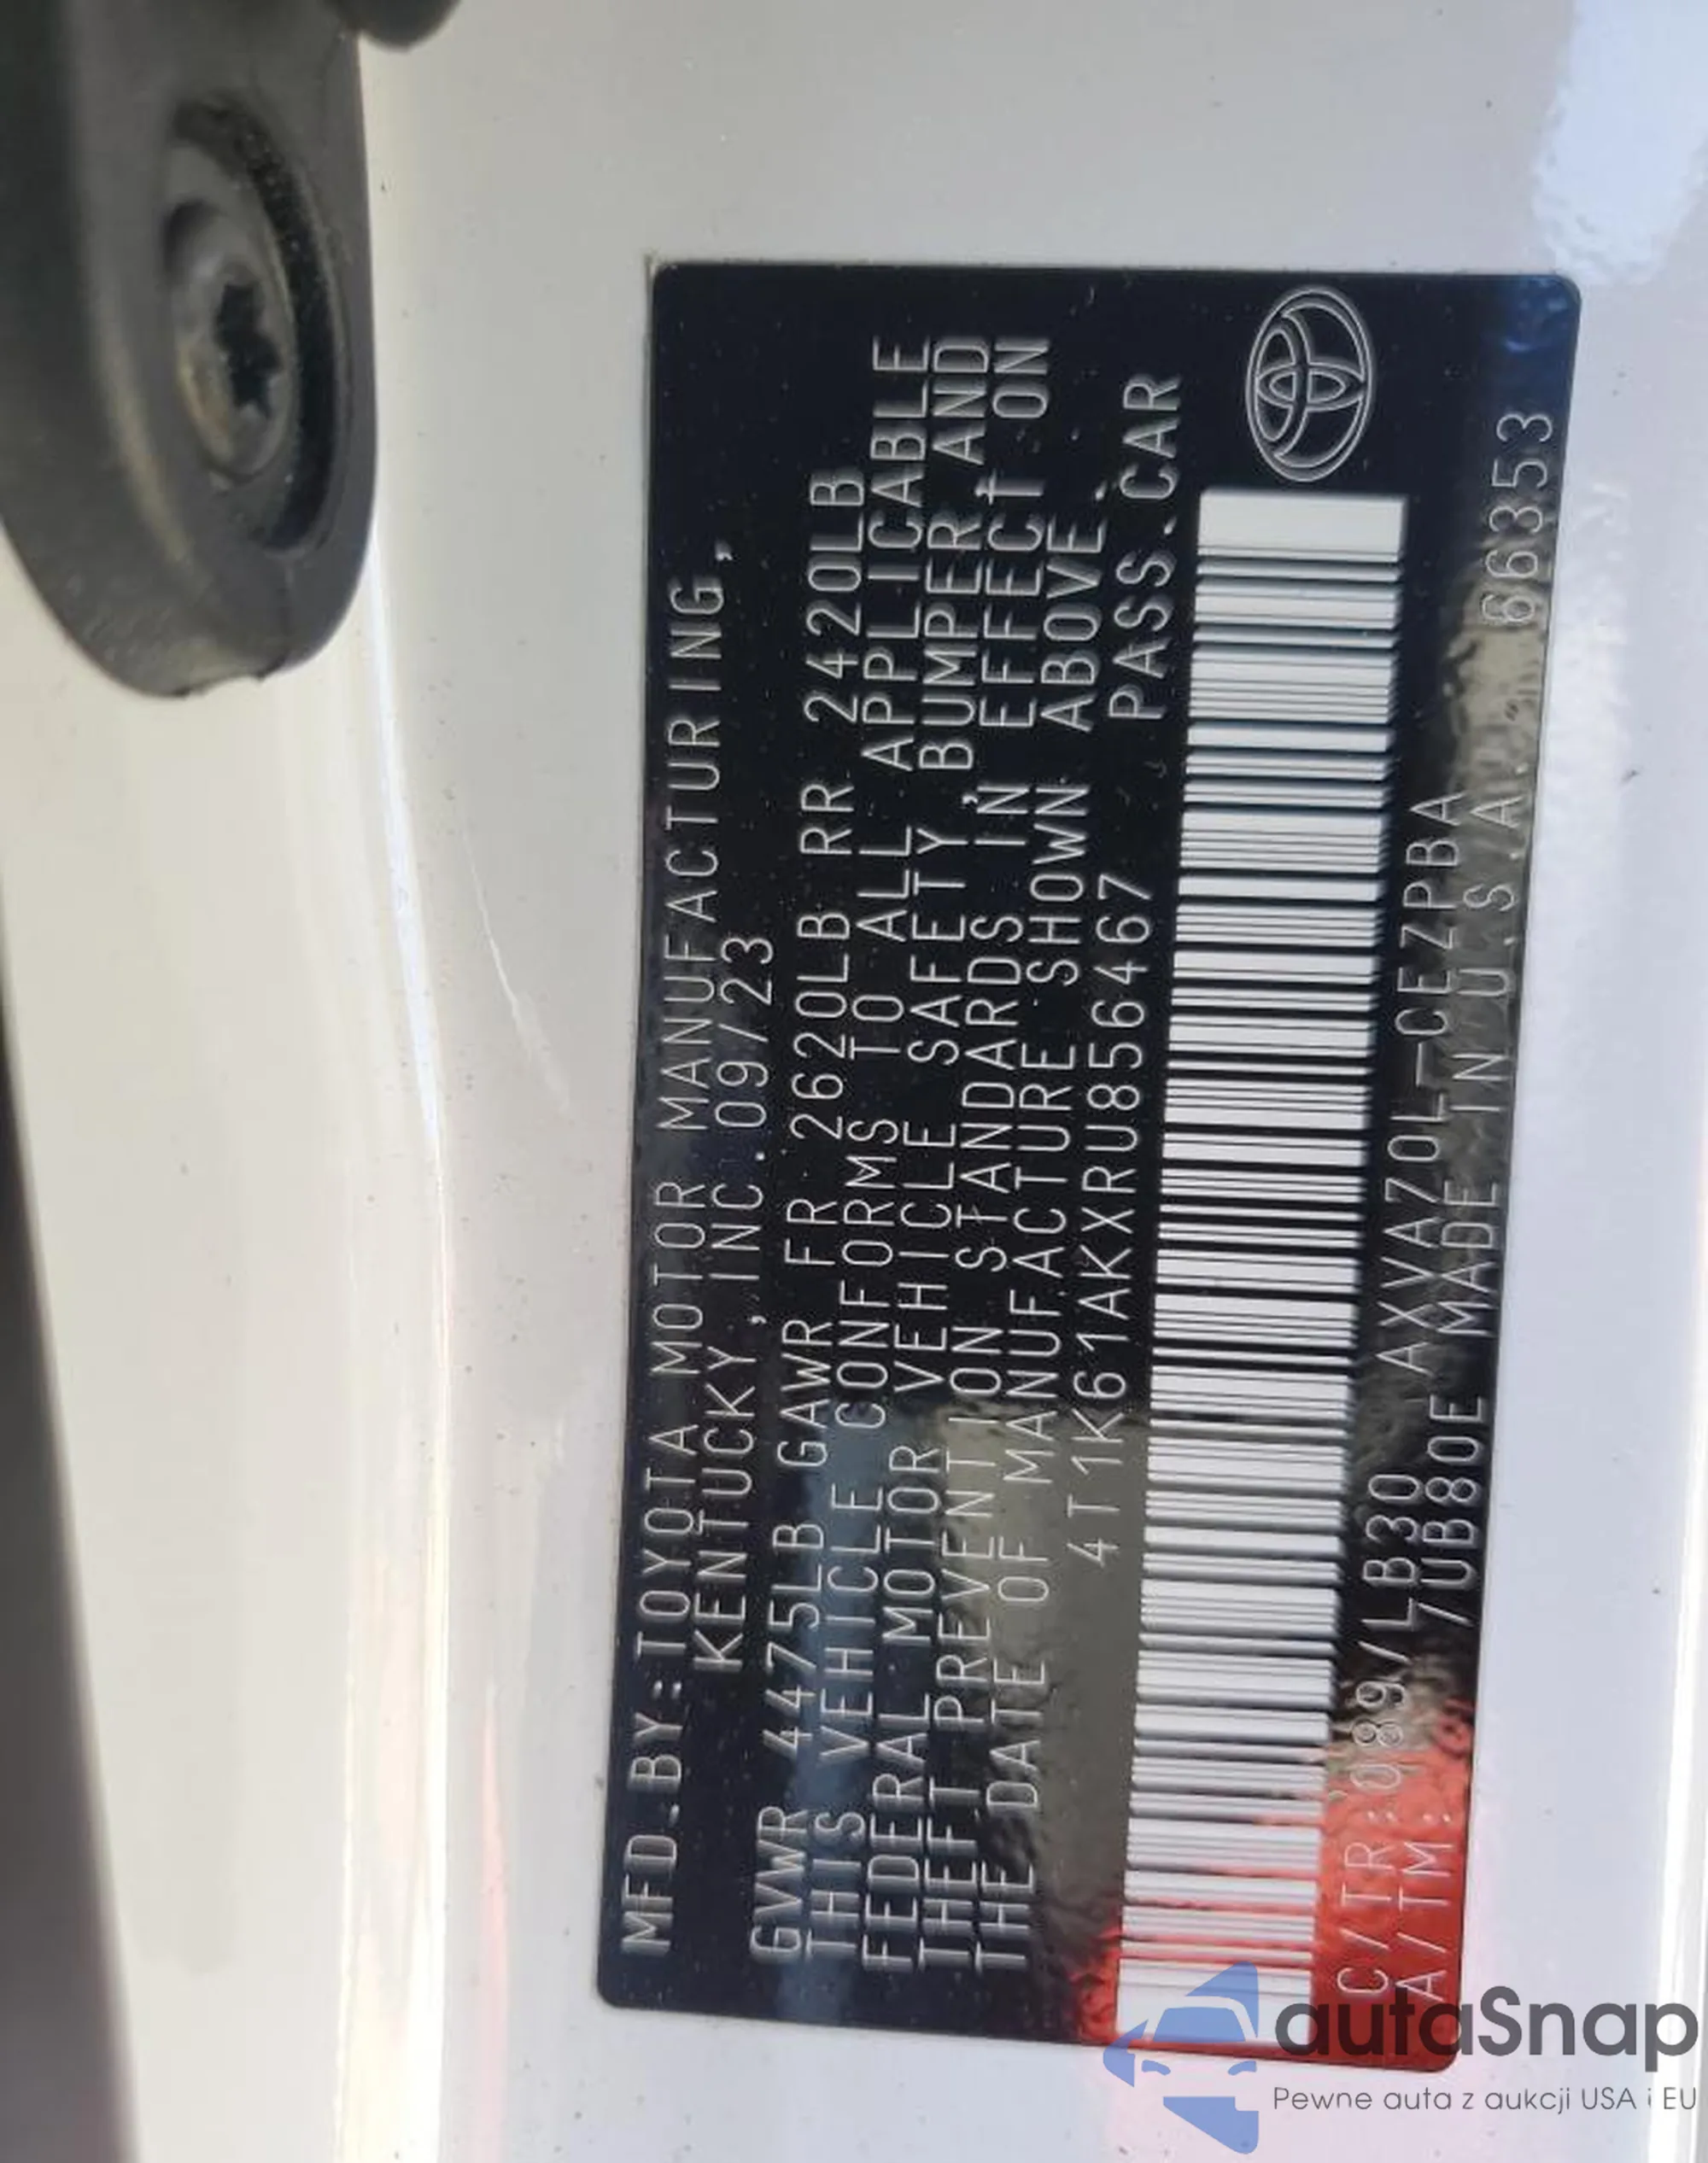 MFD.BY:TOYOTA MOTOR MANUFACTURING,
KENTUCKY,INC.09/23
GVWR 4475LB GAWR FR 2620LB RR 2420LB
THIS VEHICLE CONFORMS TO ALL APPLICABLE
FEDERAL MOTOR VEHICLE SAFETY,BUMPER AND
THEFT PREVENTION STANDARDS IN EFFECT ON
THE DATE OF MANUFACTURE SHOWN ABOVE.
4T1K61AKXRU856467 PASS.CAR
C/TR:089/LB30 AXVA70L-CEZPBA
A/TM: /UB80E MADE IN U.S.A. 66353
autaSnap
Pewne auta z aukcji USA i EU